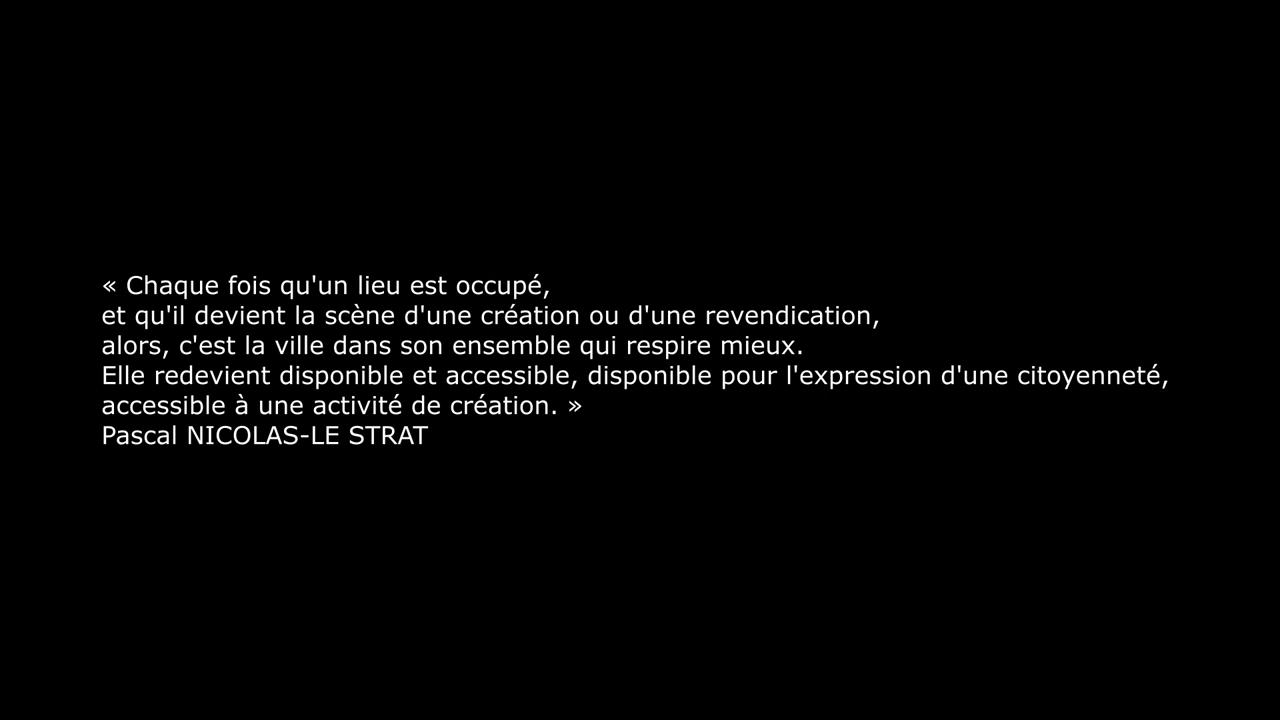 « Chaque fois qu'un lieu est occupé,
et qu'il devient la scène d'une création ou d'une revendication,
alors, c'est la ville dans son ensemble qui respire mieux.
Elle redevient disponible et accessible, disponible pour l'expression d'une citoyenneté,
accessible à une activité de création. »
Pascal NICOLAS-LE STRAT